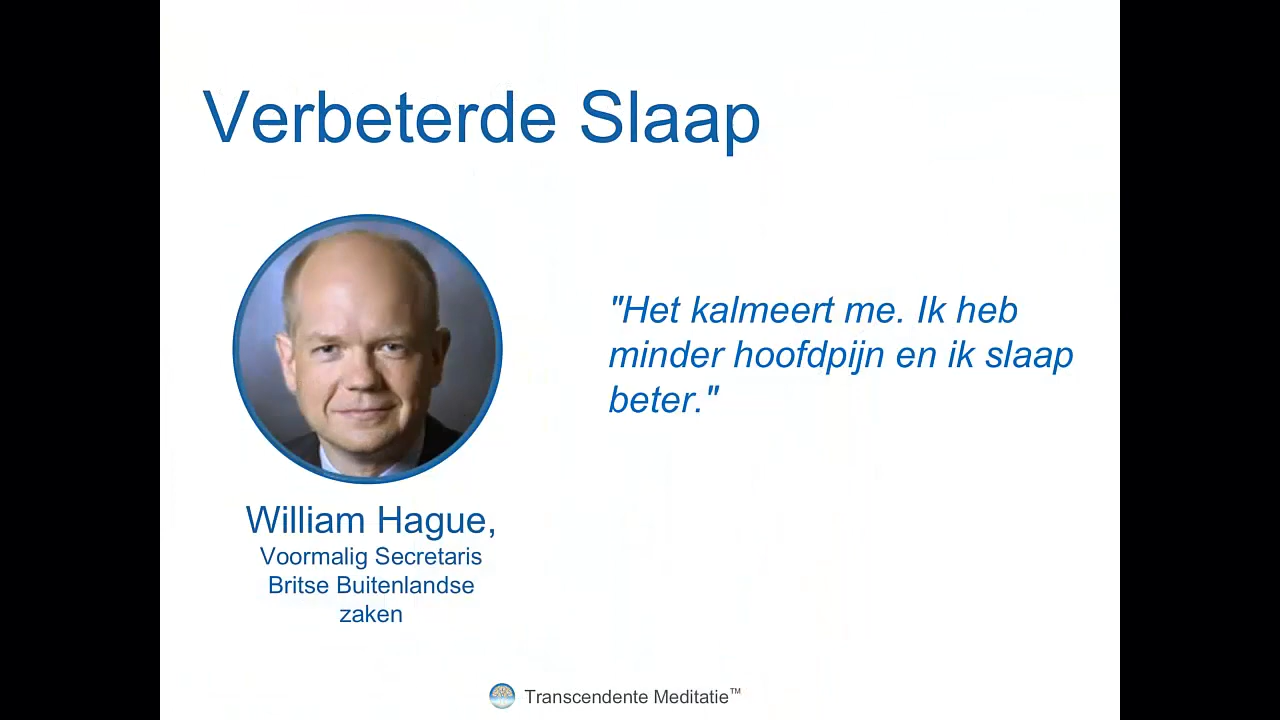 Verbeterde Slaap
"Het kalmeert me. Ik heb
minder hoofdpijn en ik slaap
beter."
William Hague,
Voormalig Secretaris
Britse Buitenlandse
zaken
Transcendente Meditatie™